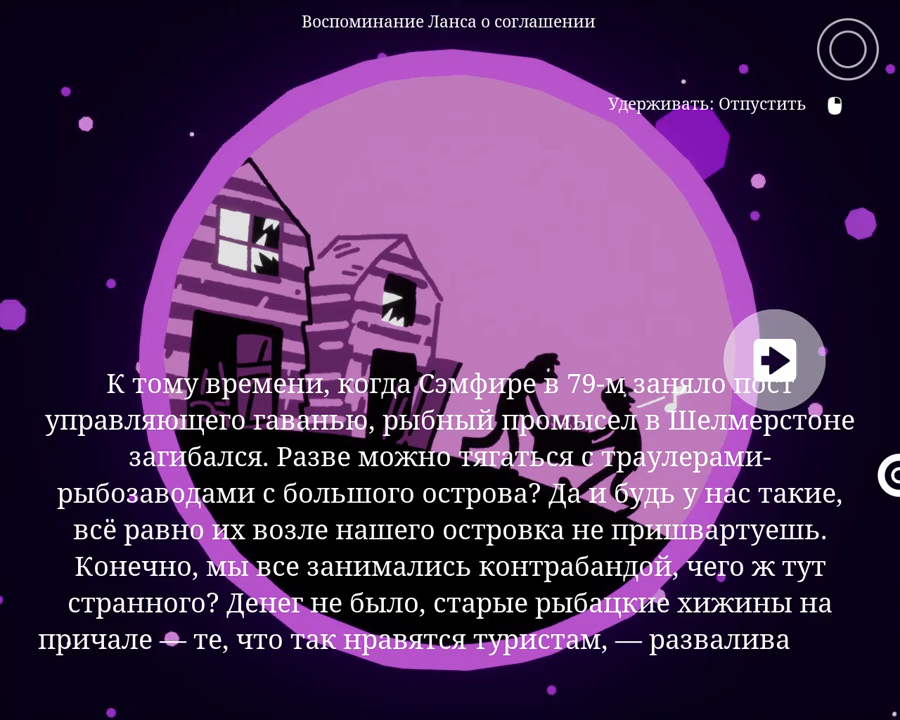 Воспоминание Ланса о соглашении
Удерживать: Отпустить
К тому времени, когда Сэмфире в 79-м заняло пост
управляющего гаванью, рыбный промысел в Шелмерстоне
загибался. Разве можно тягаться с траулерами-
рыбозаводами с большого острова? Да и будь у нас такие,
всё равно их возле нашего островка не пришвартуешь.
Конечно, мы все занимались контрабандой, чего ж тут
странного? Денег не было, старые рыбацкие хижины на
причале — те, что так нравятся туристам, — развалива